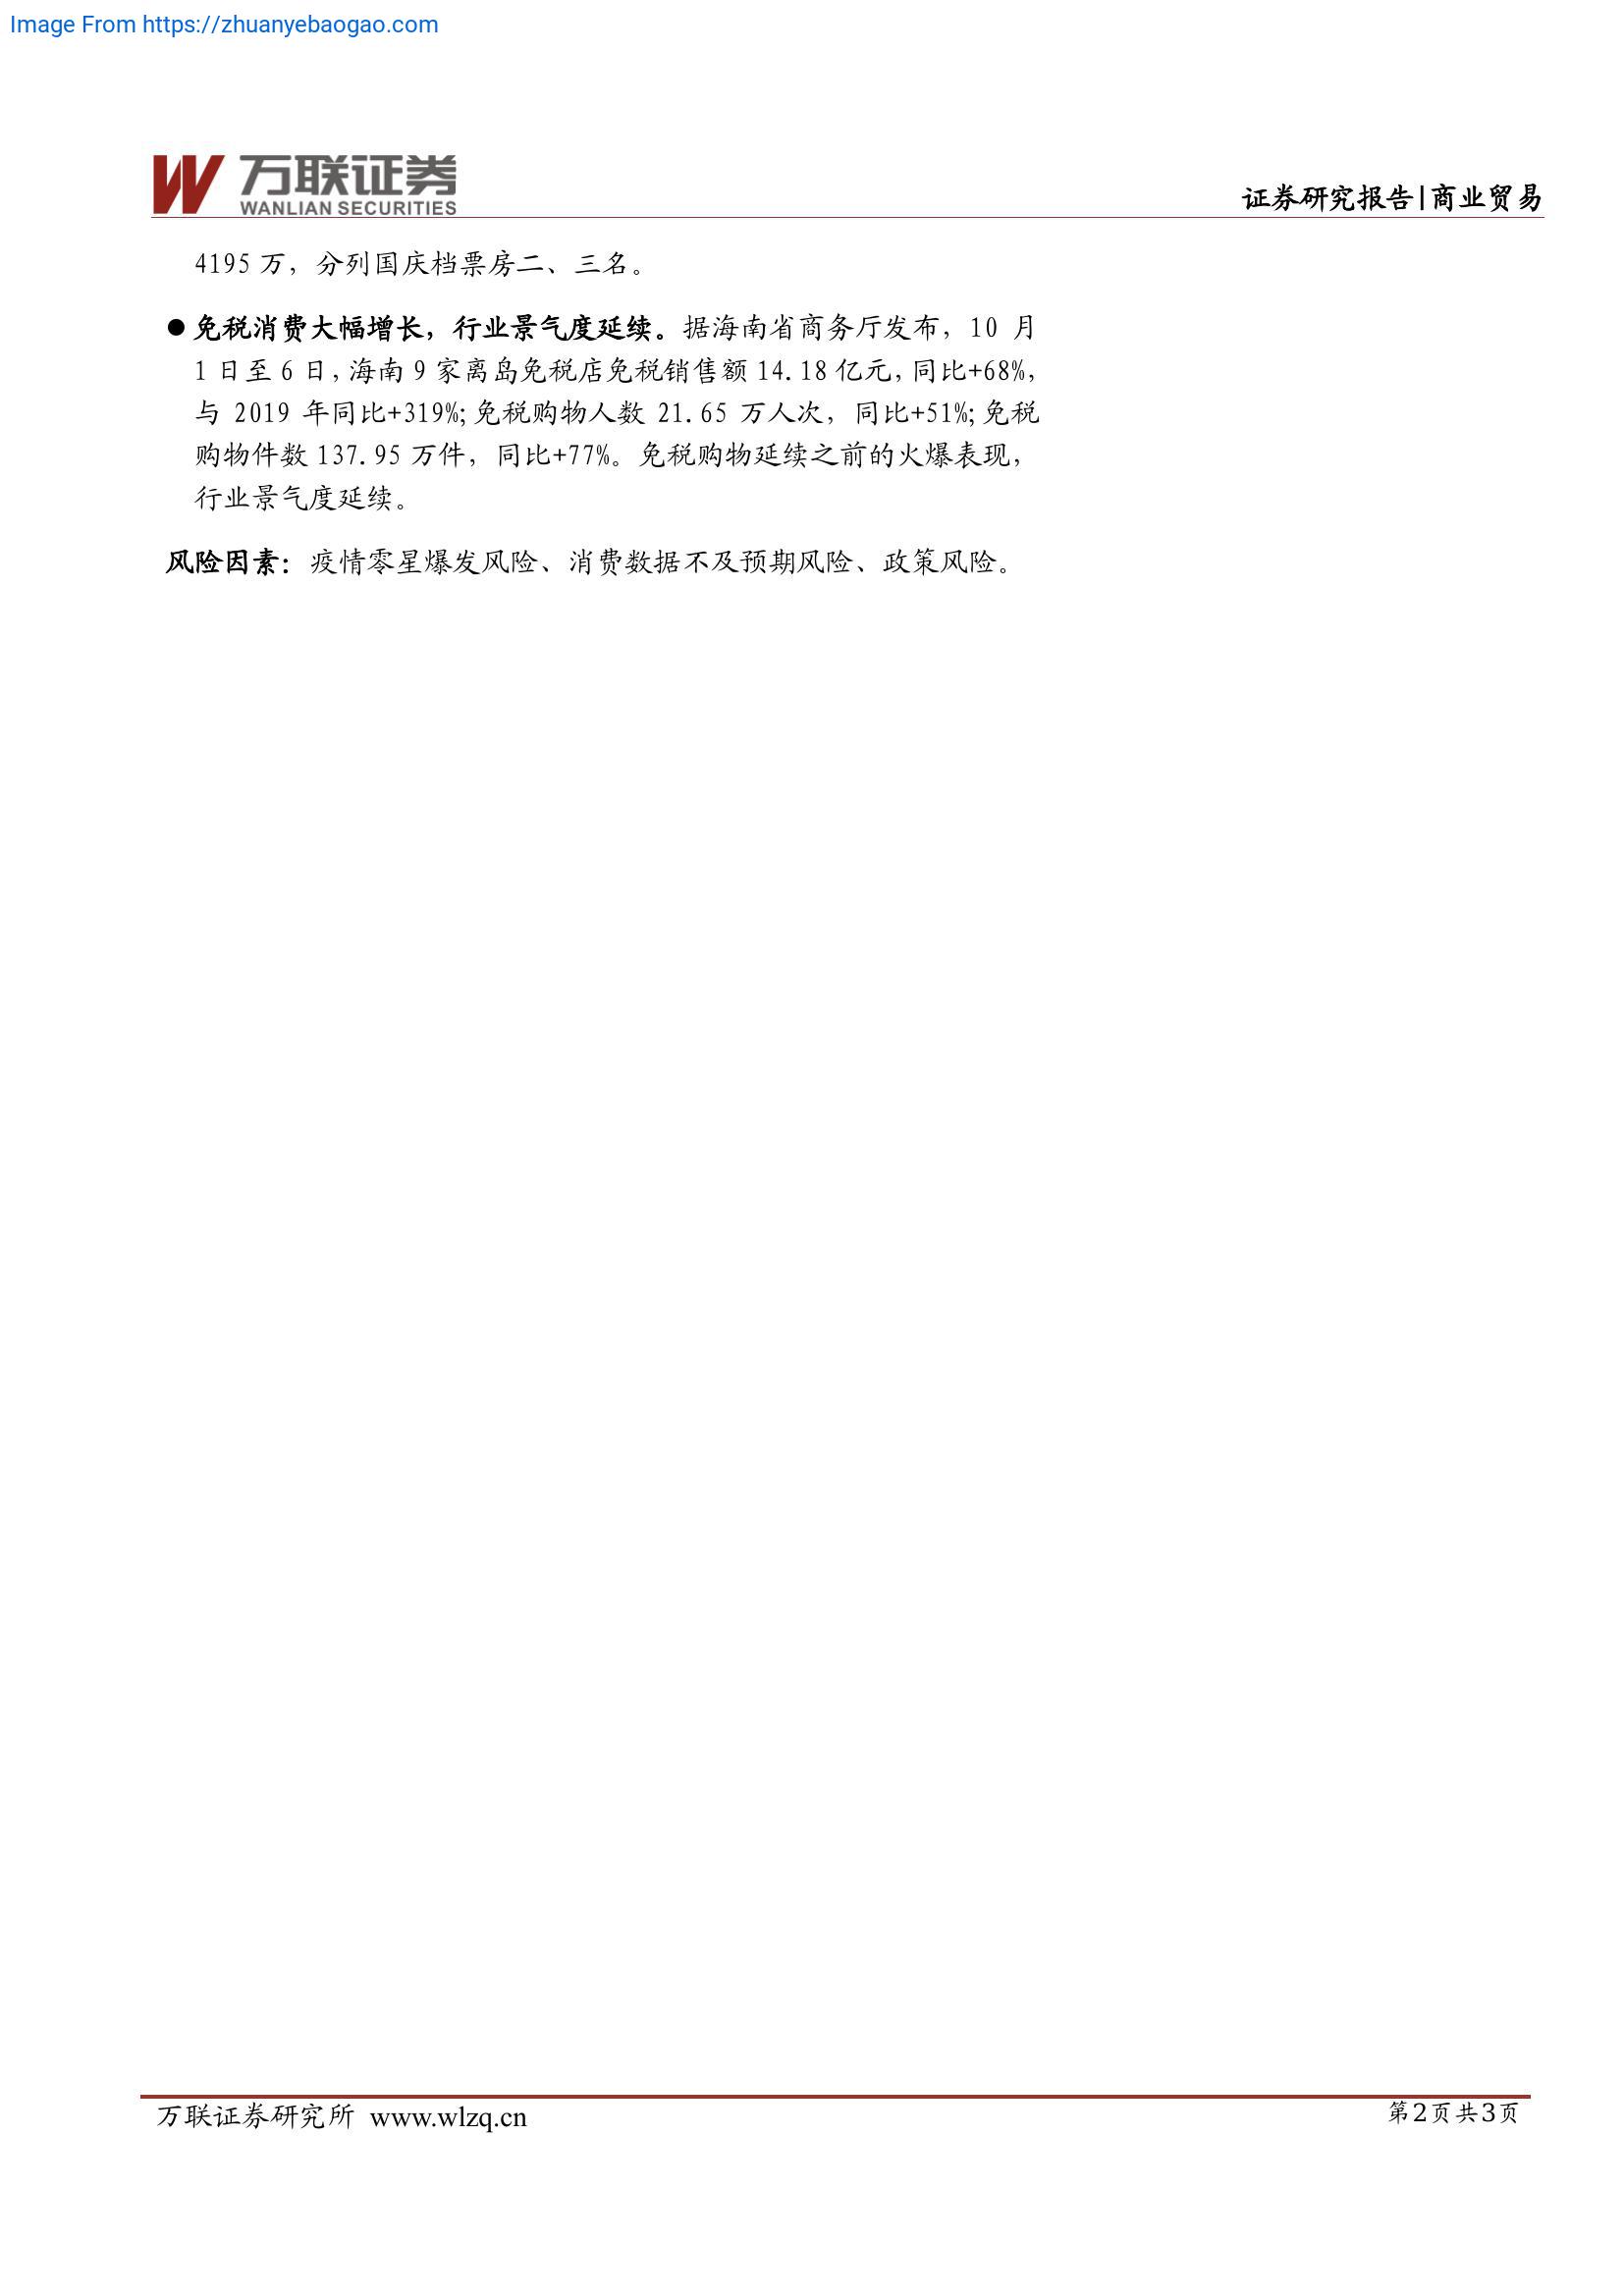 Image From https://zhuanyebaogao.com
万联证券
WANLIAN SECURITIES
证券研究报告|商业贸易
4195 万，分列国庆档票房二、三名。
● 免税消费大幅增长，行业景气度延续。据海南省商务厅发布，10 月
1 日至 6 日，海南 9 家离岛免税店免税销售额 14.18 亿元，同比+68%，
与 2019 年同比+319%；免税购物人数 21.65 万人次，同比+51%；免税
购物件数 137.95 万件，同比+77%。免税购物延续之前的火爆表现，
行业景气度延续。
风险因素：疫情零星爆发风险、消费数据不及预期风险、政策风险。
万联证券研究所 www.wlzq.cn
第2页共3页